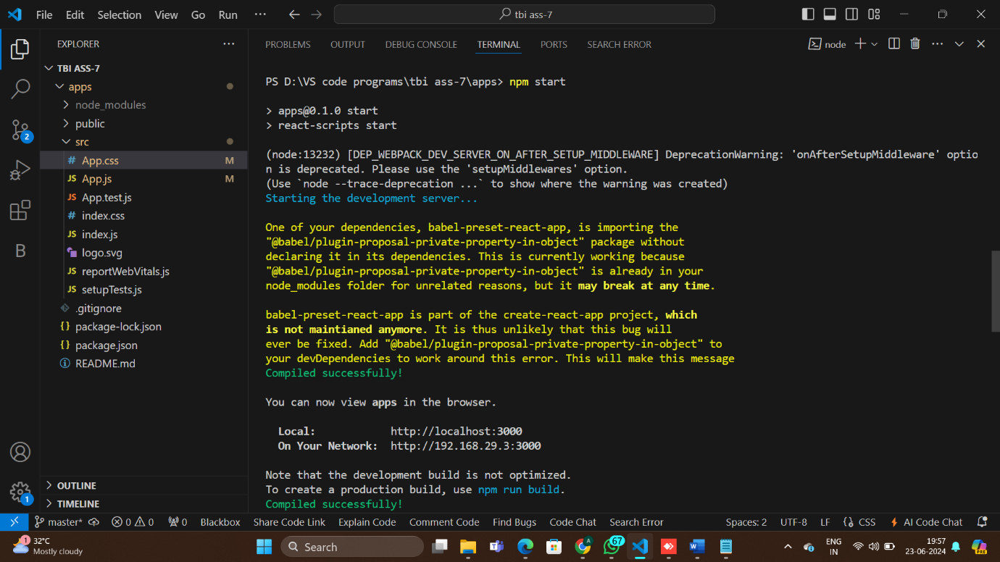 File Edit Selection View Go Run ··· tbi ass-7
EXPLORER ···
TBI ASS-7
apps
node_modules
public
src
# App.css M
JS App.js M
JS App.test.js
# index.css
JS index.js
logo.svg
JS reportWebVitals.js
JS setupTests.js
.gitignore
{} package-lock.json
{} package.json
README.md
OUTLINE
TIMELINE
2
B
1
PROBLEMS OUTPUT DEBUG CONSOLE TERMINAL PORTS SEARCH ERROR node ···
PS D:\VS code programs\tbi ass-7\apps> npm start
> apps@0.1.0 start
> react-scripts start
(node:13232) [DEP_WEBPACK_DEV_SERVER_ON_AFTER_SETUP_MIDDLEWARE] DeprecationWarning: 'onAfterSetupMiddleware' optio
n is deprecated. Please use the 'setupMiddlewares' option.
(Use `node --trace-deprecation ...` to show where the warning was created)
Starting the development server...
One of your dependencies, babel-preset-react-app, is importing the
"@babel/plugin-proposal-private-property-in-object" package without
declaring it in its dependencies. This is currently working because
"@babel/plugin-proposal-private-property-in-object" is already in your
node_modules folder for unrelated reasons, but it may break at any time.
babel-preset-react-app is part of the create-react-app project, which
is not maintianed anymore. It is thus unlikely that this bug will
ever be fixed. Add "@babel/plugin-proposal-private-property-in-object" to
your devDependencies to work around this error. This will make this message
Compiled successfully!
You can now view apps in the browser.
Local: http://localhost:3000
On Your Network: http://192.168.29.3:3000
Note that the development build is not optimized.
To create a production build, use npm run build.
Compiled successfully!
master* 0 0 0 Blackbox Share Code Link Explain Code Comment Code Find Bugs Code Chat Search Error Spaces: 2 UTF-8 LF {} CSS AI Code Chat
1 32°C
Mostly cloudy
Search
A
67
W
PRE
ENG
IN
19:57
23-06-2024